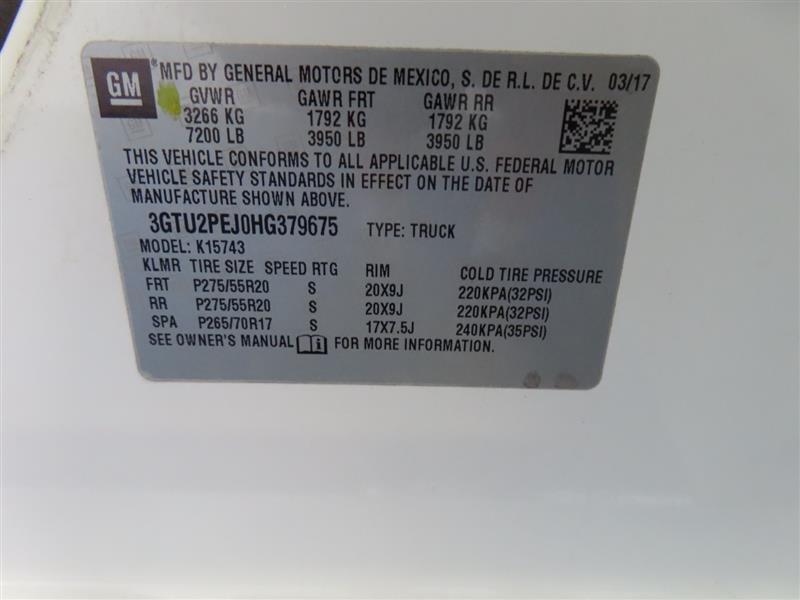 GM
MFD BY GENERAL MOTORS DE MEXICO, S. DE R.L. DE C.V. 03/17
GVWR GAWR FRT GAWR RR
3266 KG 1792 KG 1792 KG
7200 LB 3950 LB 3950 LB
THIS VEHICLE CONFORMS TO ALL APPLICABLE U.S. FEDERAL MOTOR
VEHICLE SAFETY STANDARDS IN EFFECT ON THE DATE OF
MANUFACTURE SHOWN ABOVE.
3GTU2PEJ0HG379675 TYPE: TRUCK
MODEL: K15743
KLMR TIRE SIZE SPEED RTG RIM COLD TIRE PRESSURE
FRT P275/55R20 S 20X9J 220KPA(32PSI)
RR P275/55R20 S 20X9J 220KPA(32PSI)
SPA P265/70R17 S 17X7.5J 240KPA(35PSI)
SEE OWNER'S MANUAL FOR MORE INFORMATION.